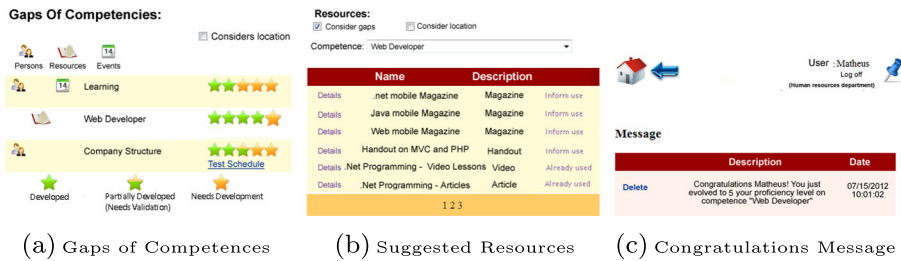 Gaps Of Competencies:
Considers location
14
Persons Resources Events
14
Learning
Web Developer
Company Structure
Test Schedule
Developed Partially Developed Needs Development
(Needs Validation)
(a) Gaps of Competences
Resources:
Consider gaps Consider location
Competence: Web Developer
Name Description
Details .net mobile Magazine Magazine Inform use
Details Java mobile Magazine Magazine Inform use
Details Web mobile Magazine Magazine Inform use
Details Handout on MVC and PHP Handout Inform use
Details .Net Programming - Video Lessons Video Already used
Details .Net Programming - Articles Article Already used
1 2 3
(b) Suggested Resources
User : Matheus
Log off
(Human resources department)
Message
Description Date
Delete Congratulations Matheus! You just 07/15/2012
evolved to 5 your proficiency level on 10:01:02
competence "Web Developer"
(c) Congratulations Message